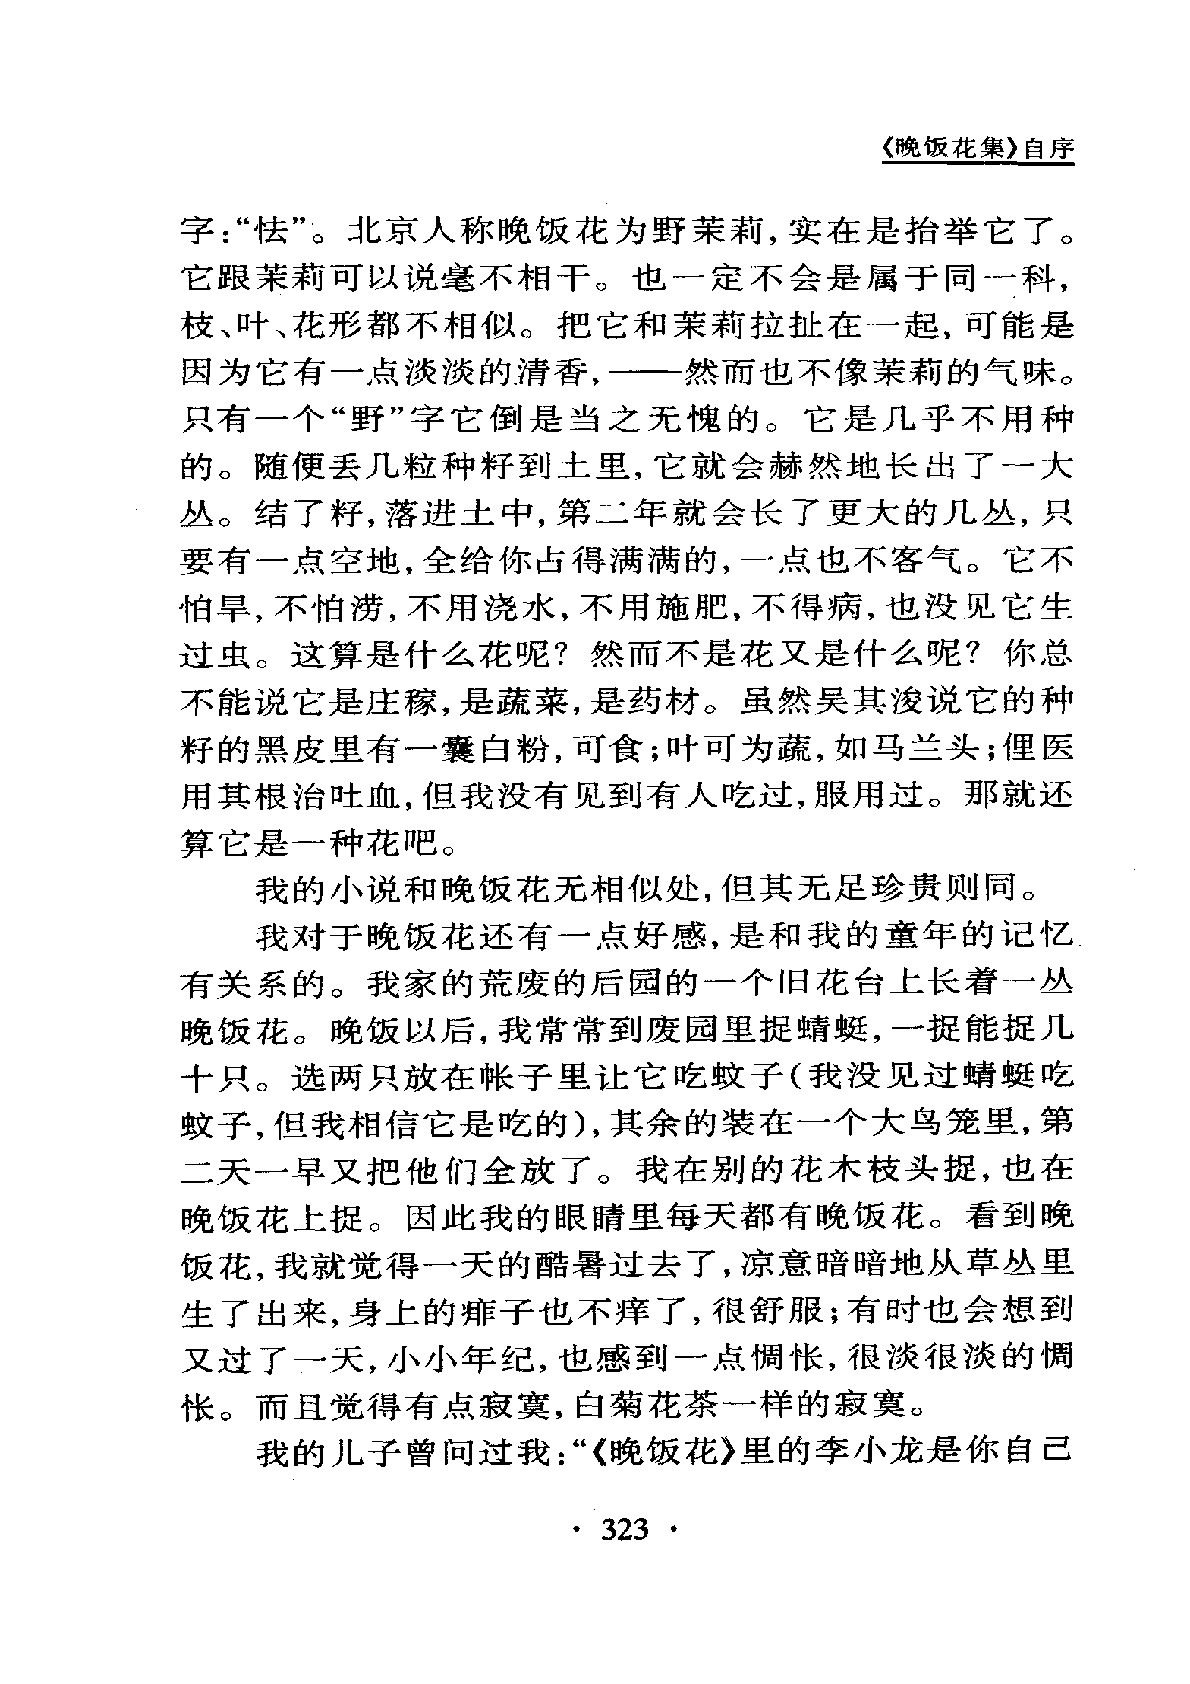 《晚饭花集》自序
字：“怯”。北京人称晚饭花为野茉莉，实在是抬举它了。
它跟茉莉可以说毫不相干。也一定不会是属于同一科，
枝、叶、花形都不相似。把它和茉莉拉扯在一起，可能是
因为它有一点淡淡的清香，——然而也不像茉莉的气味。
只有一个“野”字它倒是当之无愧的。它是几乎不用种
的。随便丢几粒种籽到土里，它就会赫然地长出了一大
丛。结了籽，落进土中，第二年就会长了更大的几丛，只
要有一点空地，全给你占得满满的，一点也不客气。它不
怕旱，不怕涝，不用浇水，不用施肥，不得病，也没见它生
过虫。这算是什么花呢？然而不是花又是什么呢？你总
不能说它是庄稼，是蔬菜，是药材。虽然吴其浚说它的种
籽的黑皮里有一囊白粉，可食；叶可为蔬，如马兰头；俚医
用其根治吐血，但我没有见到有人吃过，服用过。那就还
算它是一种花吧。
我的小说和晚饭花无相似处，但其无足珍贵则同。
我对于晚饭花还有一点好感，是和我的童年的记忆
有关系的。我家的荒废的后园的一个旧花台上长着一丛
晚饭花。晚饭以后，我常常到废园里捉蜻蜓，一捉能捉几
十只。选两只放在帐子里让它吃蚊子（我没见过蜻蜓吃
蚊子，但我相信它是吃的），其余的装在一个大鸟笼里，第
二天一早又把他们全放了。我在别的花木枝头捉，也在
晚饭花上捉。因此我的眼睛里每天都有晚饭花。看到晚
饭花，我就觉得一天的酷暑过去了，凉意暗暗地从草丛里
生了出来，身上的痱子也不痒了，很舒服；有时也会想到
又过了一天，小小年纪，也感到一点惆怅，很淡很淡的惆
怅。而且觉得有点寂寞，白菊花茶一样的寂寞。
我的儿子曾问过我：“《晚饭花》里的李小龙是你自己
· 323 ·